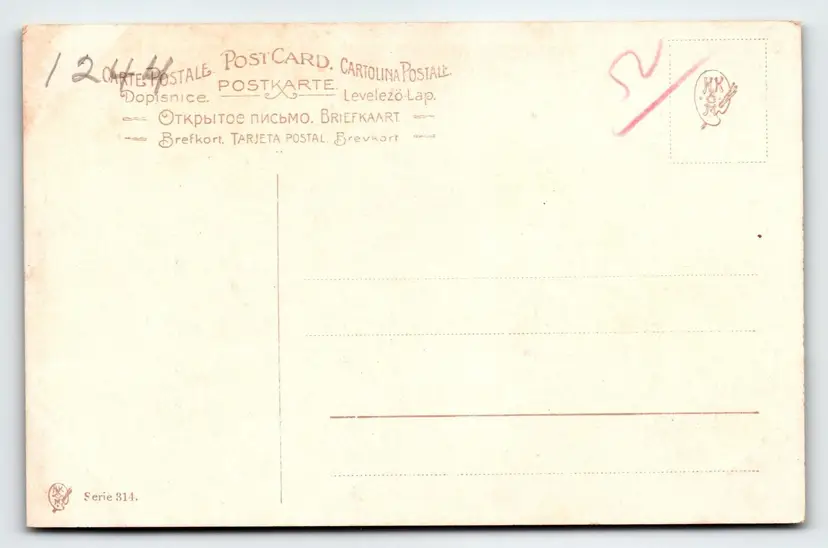 1244
CARTE POSTALE POSTCARD. CARTOLINA POSTALE
POSTKARTE.
Dopisnice. Levelező-Lap.
Открытое письмо. BRIEFKAART
Brefkort. TARJETA POSTAL. Brevkort
52
Serie 314.